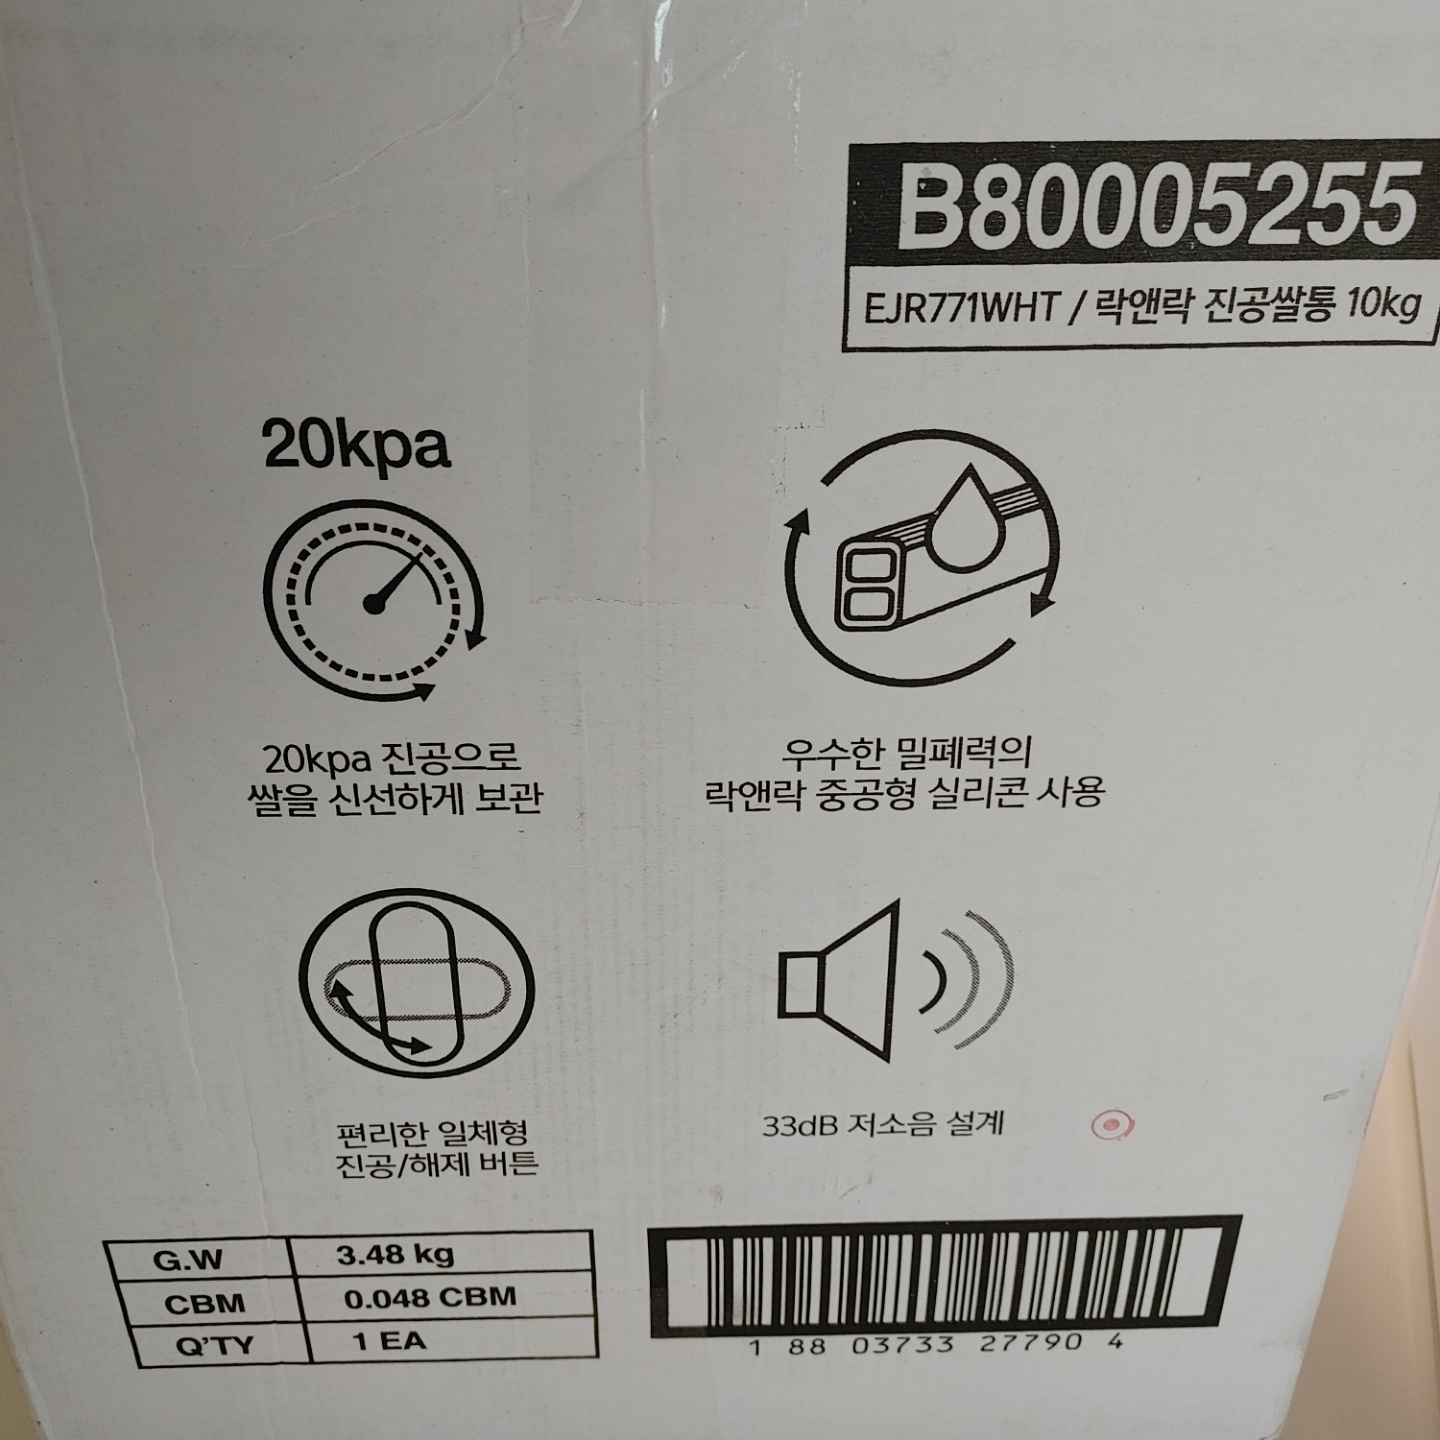 B80005255
EJR771WHT / 락앤락 진공쌀통 10kg
20kpa
20kpa 진공으로
쌀을 신선하게 보관
우수한 밀폐력의
락앤락 중공형 실리콘 사용
편리한 일체형
진공/해제 버튼
33dB 저소음 설계
G.W 3.48 kg
CBM 0.048 CBM
Q'TY 1 EA
1 88 03733 27790 4